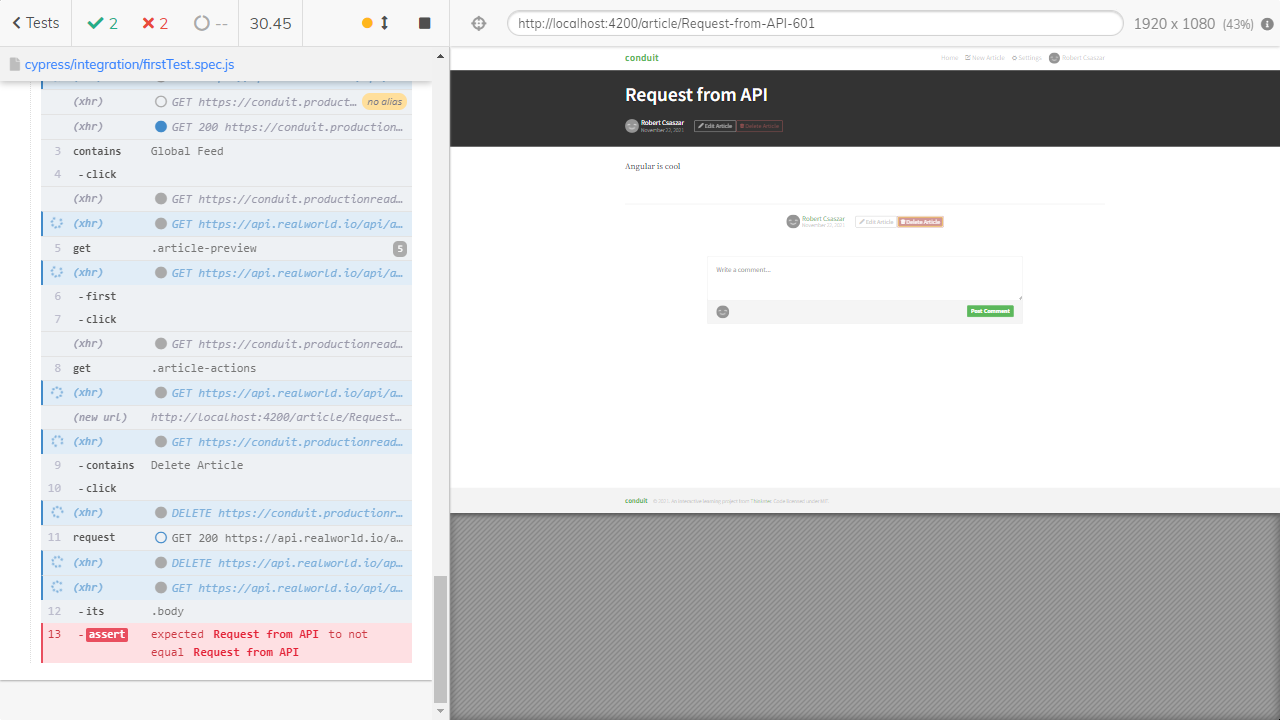 Tests
2
2
--
30.45
http://localhost:4200/article/Request-from-API-601
1920 x 1080 (43%)
cypress/integration/firstTest.spec.js
(xhr) GET https://conduit.product… no alias
(xhr) GET 200 https://conduit.production…
3 contains Global Feed
4 -click
(xhr) GET https://conduit.productionread…
(xhr) GET https://api.realworld.io/api/a…
5 get .article-preview 5
(xhr) GET https://api.realworld.io/api/a…
6 -first
7 -click
(xhr) GET https://conduit.productionread…
8 get .article-actions
(xhr) GET https://api.realworld.io/api/a…
(new url) http://localhost:4200/article/Request…
(xhr) GET https://conduit.productionread…
9 -contains Delete Article
10 -click
(xhr) DELETE https://conduit.productionr…
11 request GET 200 https://api.realworld.io/a…
(xhr) DELETE https://api.realworld.io/ap…
(xhr) GET https://api.realworld.io/api/a…
12 -its .body
13 -assert expected Request from API to not
equal Request from API
conduit
Home New Article Settings Robert Csaszar
Request from API
Robert Csaszar
November 22, 2021
Edit Article Delete Article
Angular is cool
Robert Csaszar
November 22, 2021
Edit Article Delete Article
Write a comment...
Post Comment
conduit © 2021. An interactive learning project from Thinkster. Code licensed under MIT.